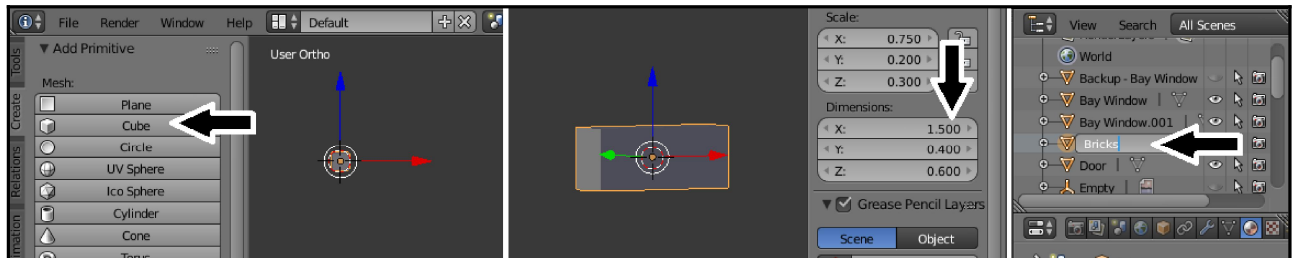 File Render Window Help Default
Tools
Create
Relations
Add Primitive
Mesh:
Plane
Cube
Circle
UV Sphere
Ico Sphere
Cylinder
Cone
User Ortho
Scale:
X: 0.750
Y: 0.200
Z: 0.300
Dimensions:
X: 1.500
Y: 0.400
Z: 0.600
Grease Pencil Layers
Scene Object
View Search All Scenes
World
Backup - Bay Window
Bay Window
Bay Window.001
Bricks
Door
Empty